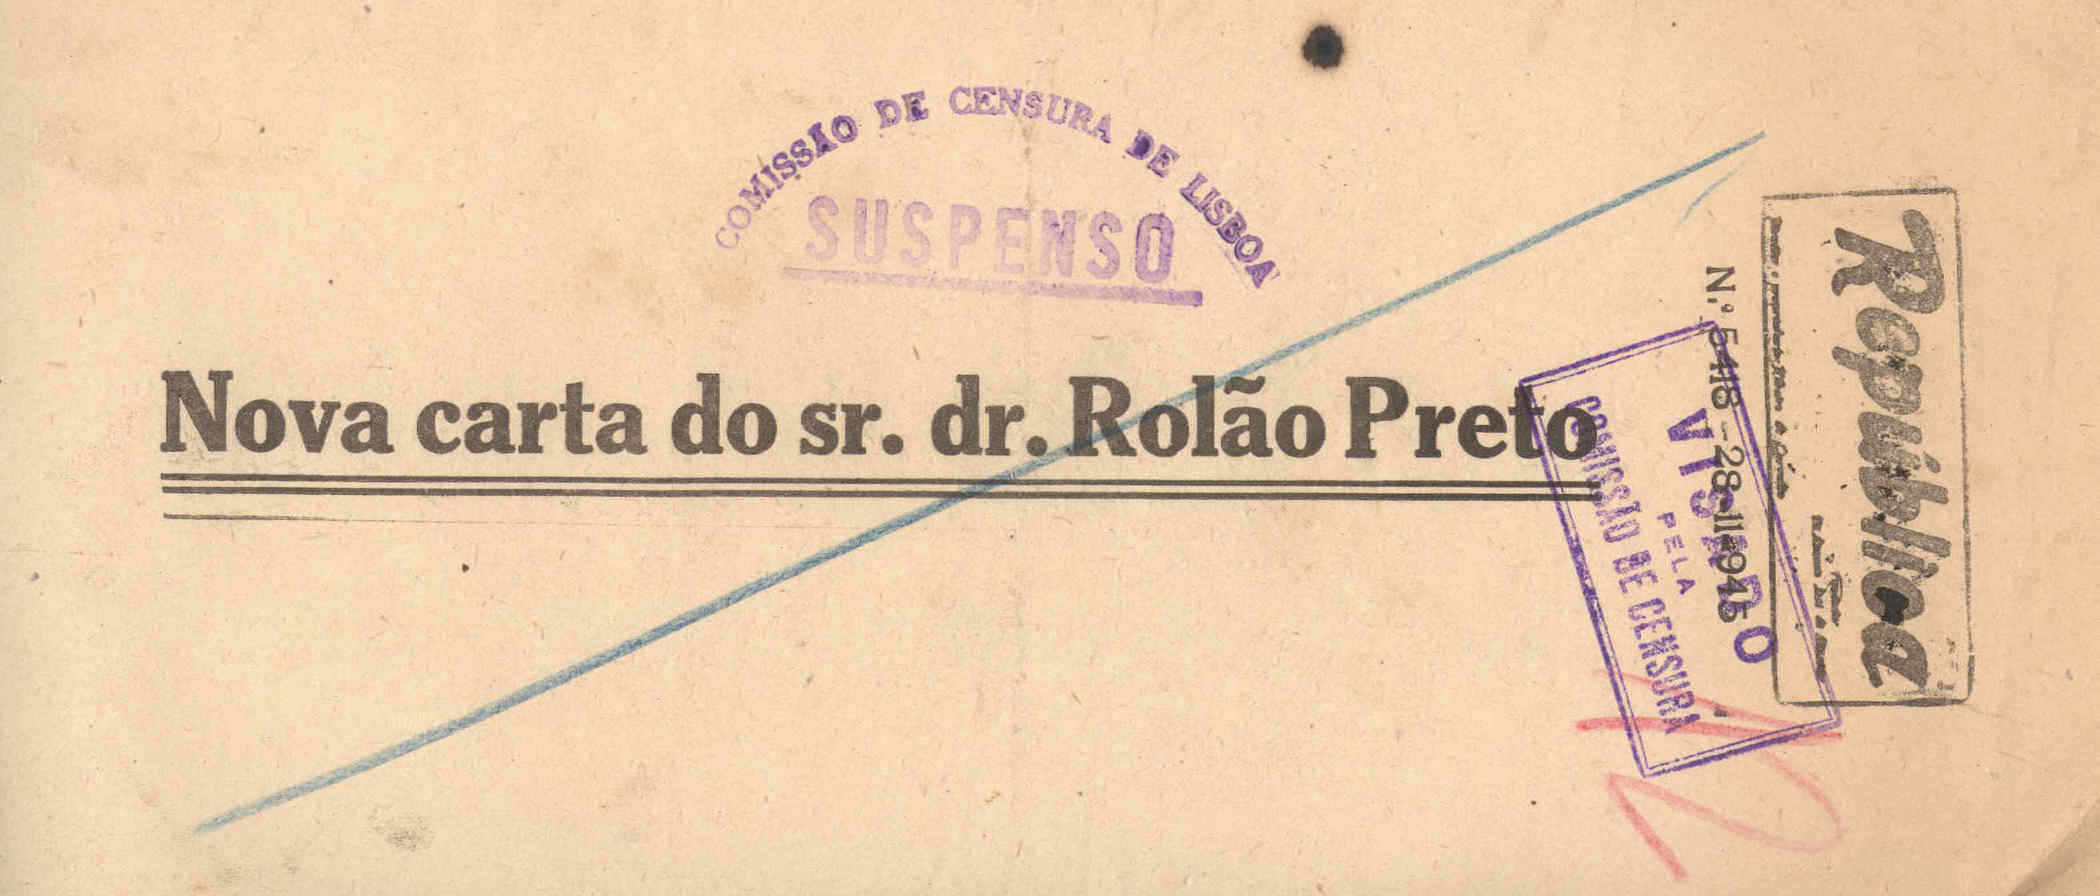 COMISSÃO DE CENSURA DE LISBOA
SUSPENSO
Nova carta do sr. dr. Rolão Preto
República
N.º 5418-28-11-1945
VISADO
PELA
COMISSÃO DE CENSURA